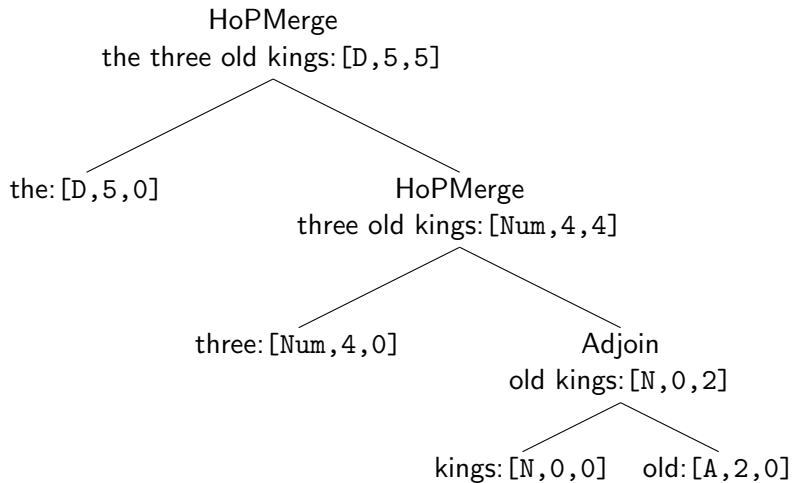 HoPMerge
the three old kings:[D,5,5]
the:[D,5,0]
HoPMerge
three old kings:[Num,4,4]
three:[Num,4,0]
Adjoin
old kings:[N,0,2]
kings:[N,0,0]
old:[A,2,0]